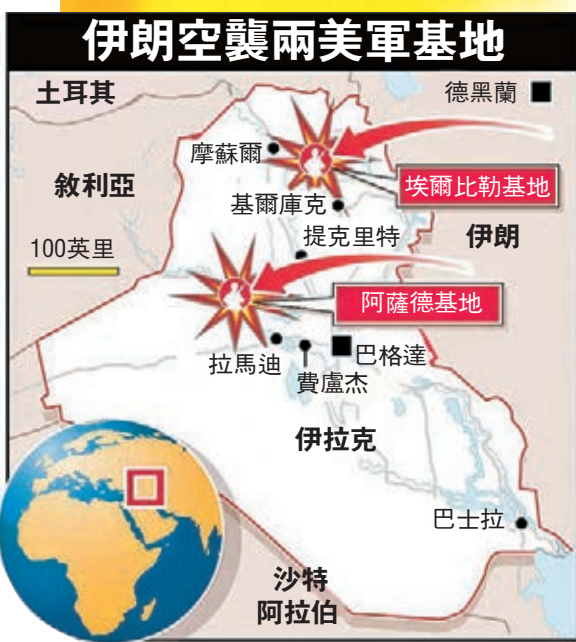 伊朗空襲兩美軍基地
土耳其
德黑蘭
摩蘇爾
埃爾比勒基地
敘利亞
基爾庫克
伊朗
提克里特
100英里
阿薩德基地
拉馬迪
費盧杰
巴格達
伊拉克
巴士拉
沙特
阿拉伯